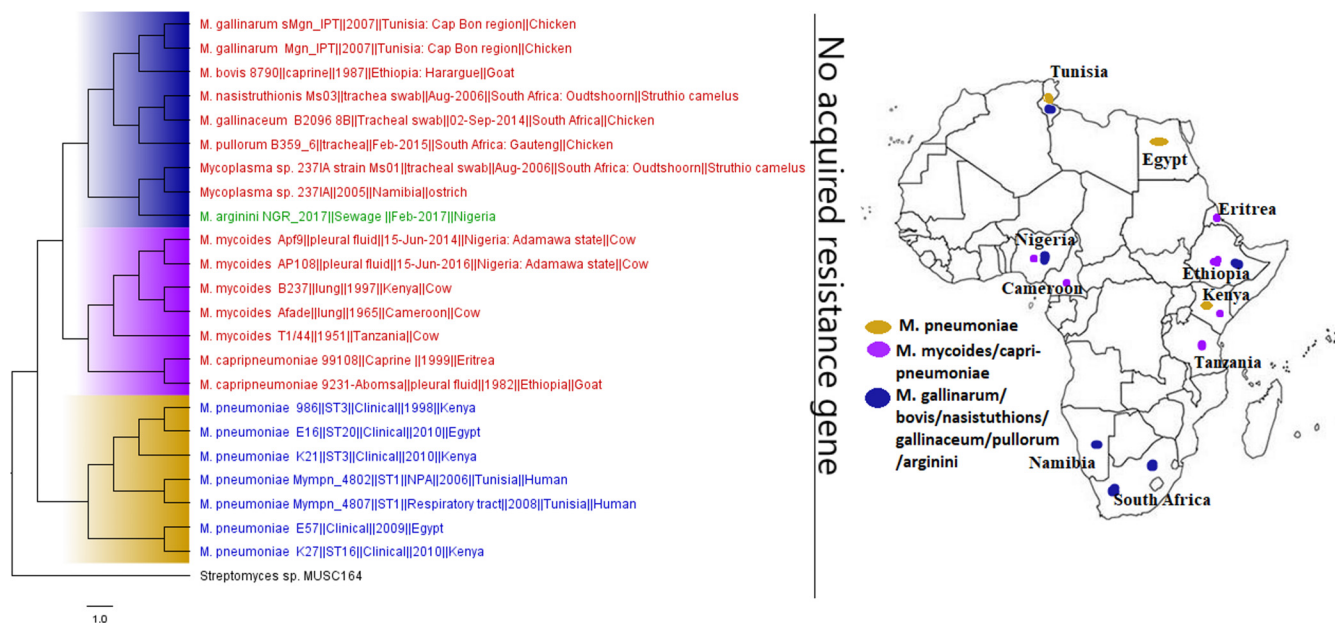 M. gallinarum sMgn_IPT||2007||Tunisia: Cap Bon region||Chicken
M. gallinarum Mgn_IPT||2007||Tunisia: Cap Bon region||Chicken
M. bovis 8790||caprine||1987||Ethiopia: Harargue||Goat
M. nasistruthionis Ms03||trachea swab||Aug-2006||South Africa: Oudtshoorn||Struthio camelus
M. gallinaceum B2096 8B||Tracheal swab||02-Sep-2014||South Africa||Chicken
M. pullorum B359_6||trachea||Feb-2015||South Africa: Gauteng||Chicken
Mycoplasma sp. 237IA strain Ms01||tracheal swab||Aug-2006||South Africa: Oudtshoorn||Struthio camelus
Mycoplasma sp. 237IA||2005||Namibia||ostrich
M. arginini NGR_2017||Sewage ||Feb-2017||Nigeria
M. mycoides Apf9||pleural fluid||15-Jun-2014||Nigeria: Adamawa state||Cow
M. mycoides AP108||pleural fluid||15-Jun-2016||Nigeria: Adamawa state||Cow
M. mycoides B237||lung||1997||Kenya||Cow
M. mycoides Afade||lung||1965||Cameroon||Cow
M. mycoides T1/44||1951||Tanzania||Cow
M. capripneumoniae 99108||Caprine ||1999||Eritrea
M. capripneumoniae 9231-Abomsa||pleural fluid||1982||Ethiopia||Goat
M. pneumoniae 986||ST3||Clinical||1998||Kenya
M. pneumoniae E16||ST20||Clinical||2010||Egypt
M. pneumoniae K21||ST3||Clinical||2010||Kenya
M. pneumoniae Mympn_4802||ST1||NPA||2006||Tunisia||Human
M. pneumoniae Mympn_4807||ST1||Respiratory tract||2008||Tunisia||Human
M. pneumoniae E57||Clinical||2009||Egypt
M. pneumoniae K27||ST16||Clinical||2010||Kenya
Streptomyces sp. MUSC164
1.0
No acquired resistance gene
Tunisia
Egypt
Eritrea
Nigeria
Ethiopia
Cameroon
Kenya
Tanzania
Namibia
South Africa
M. pneumoniae
M. mycoides/capri-
pneumoniae
M. gallinarum/
bovis/nasistuthions/
gallinaceum/pullorum
/arginini